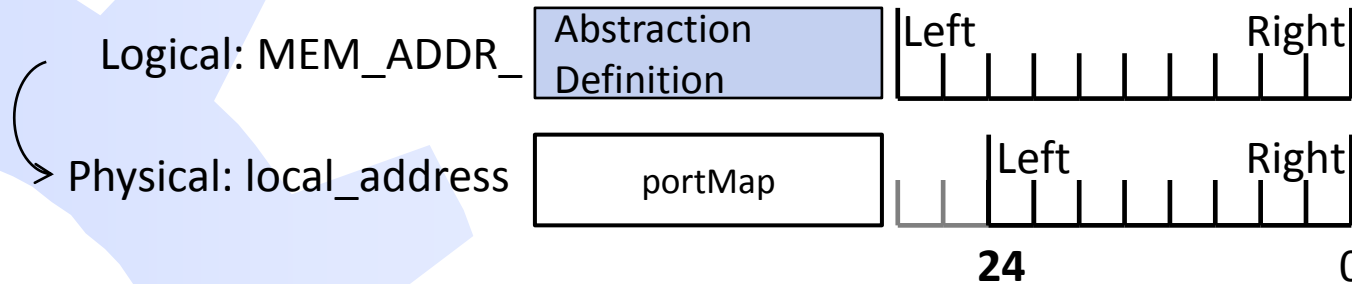 Logical: MEM_ADDR_
Abstraction
Definition
Left Right
Physical: local_address
portMap
Left Right
24 0